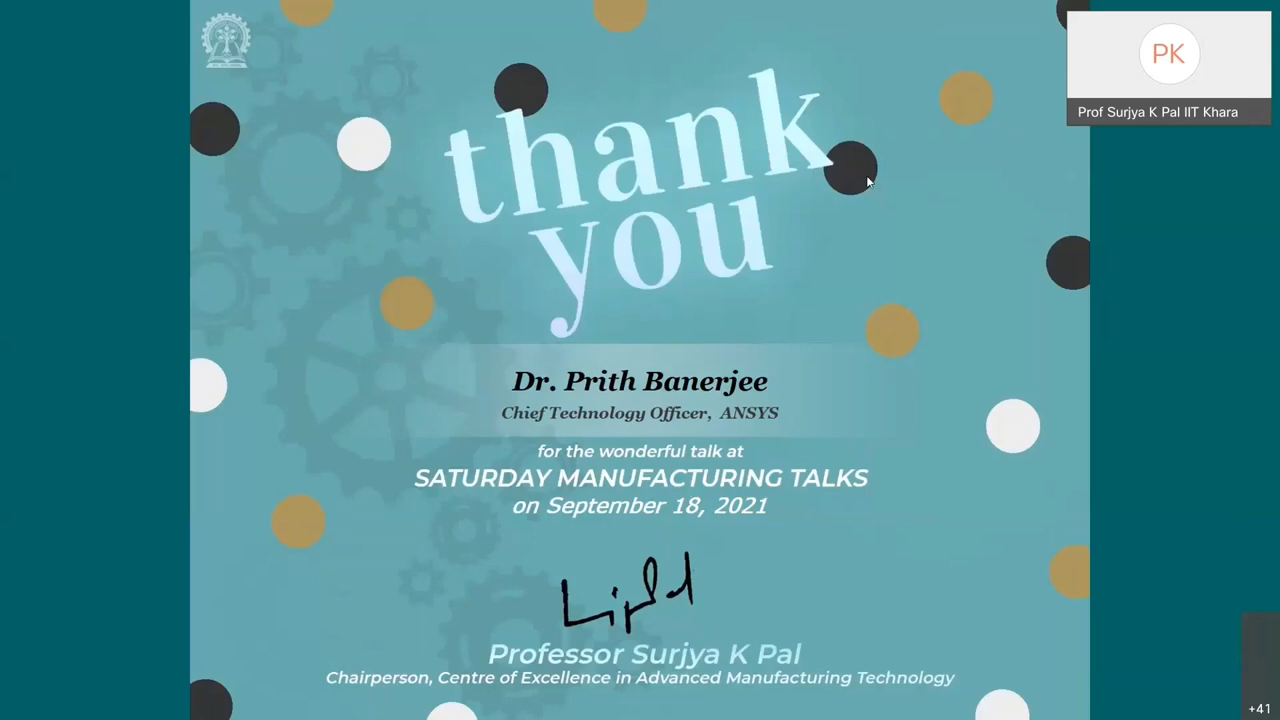 thank
you
Dr. Prith Banerjee
Chief Technology Officer, ANSYS
for the wonderful talk at
SATURDAY MANUFACTURING TALKS
on September 18, 2021
Professor Surjya K Pal
Chairperson, Centre of Excellence in Advanced Manufacturing Technology
PK
Prof Surjya K Pal IIT Khara
+41